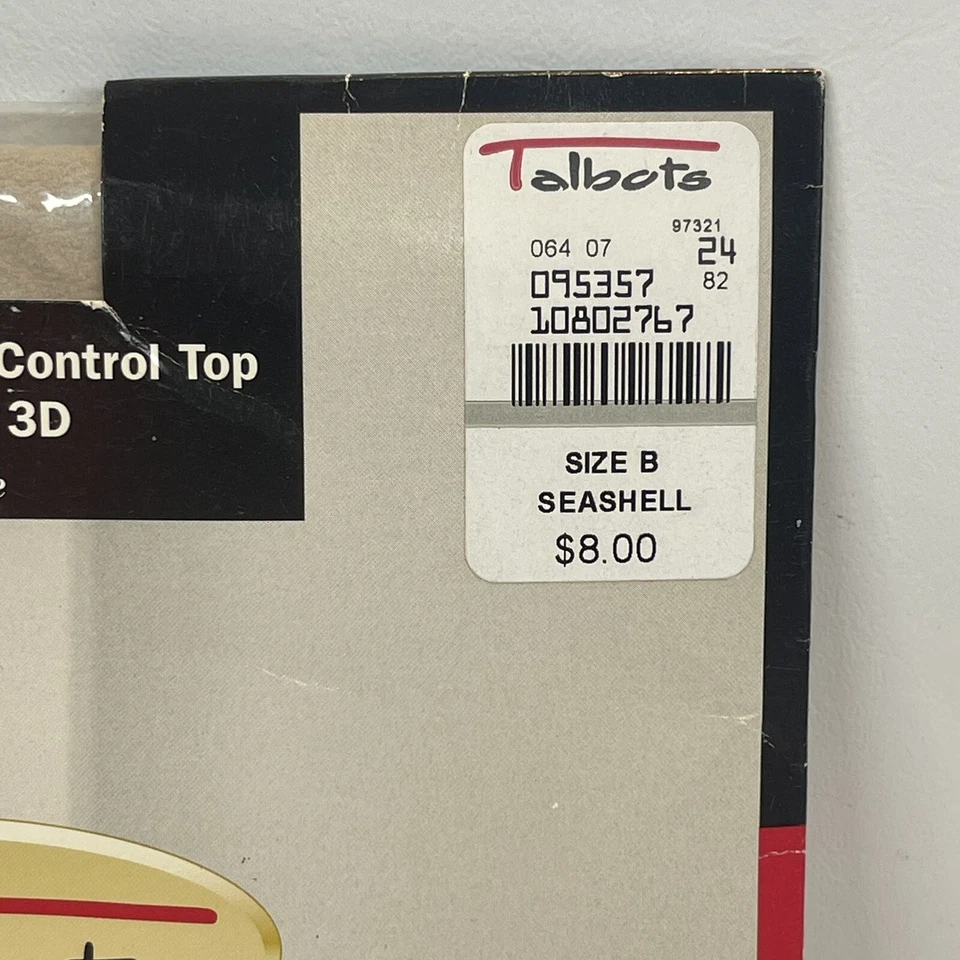 Talbots
97321
064 07 24
095357 82
10802767
SIZE B
SEASHELL
$8.00
Control Top
3D